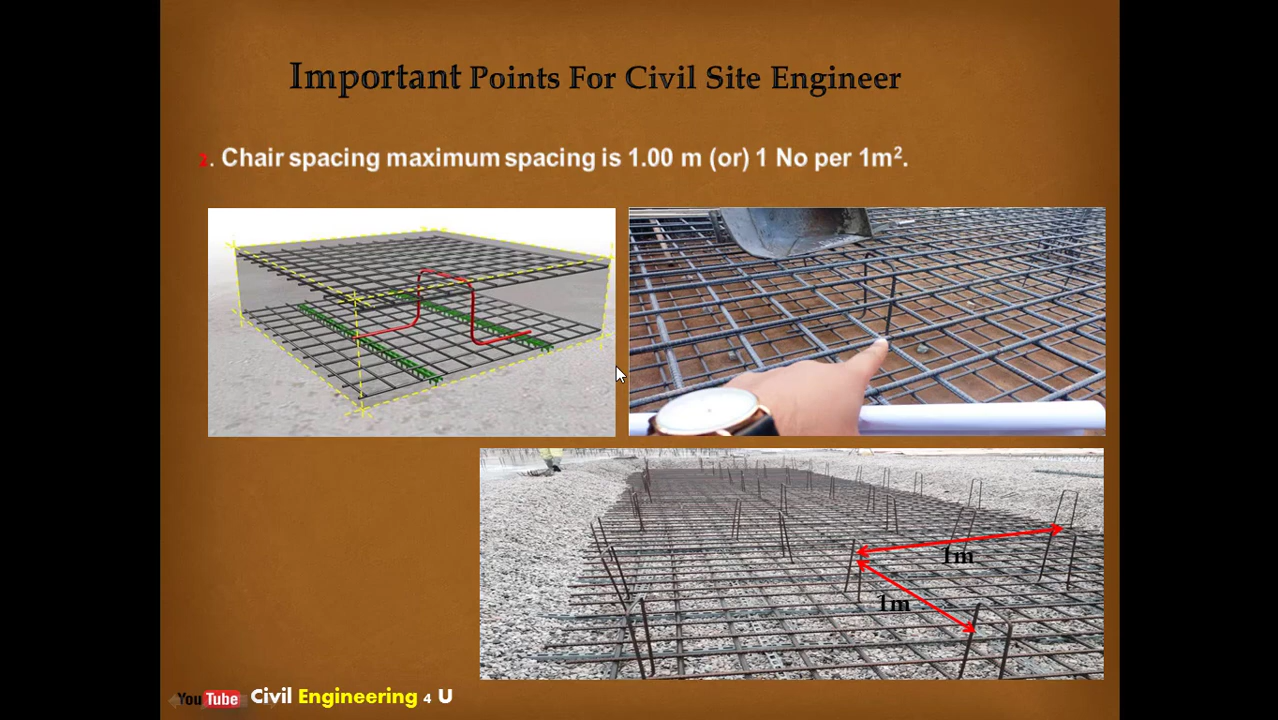 Important Points For Civil Site Engineer
2. Chair spacing maximum spacing is 1.00 m (or) 1 No per 1m².
1m
1m
YouTube Civil Engineering 4 U